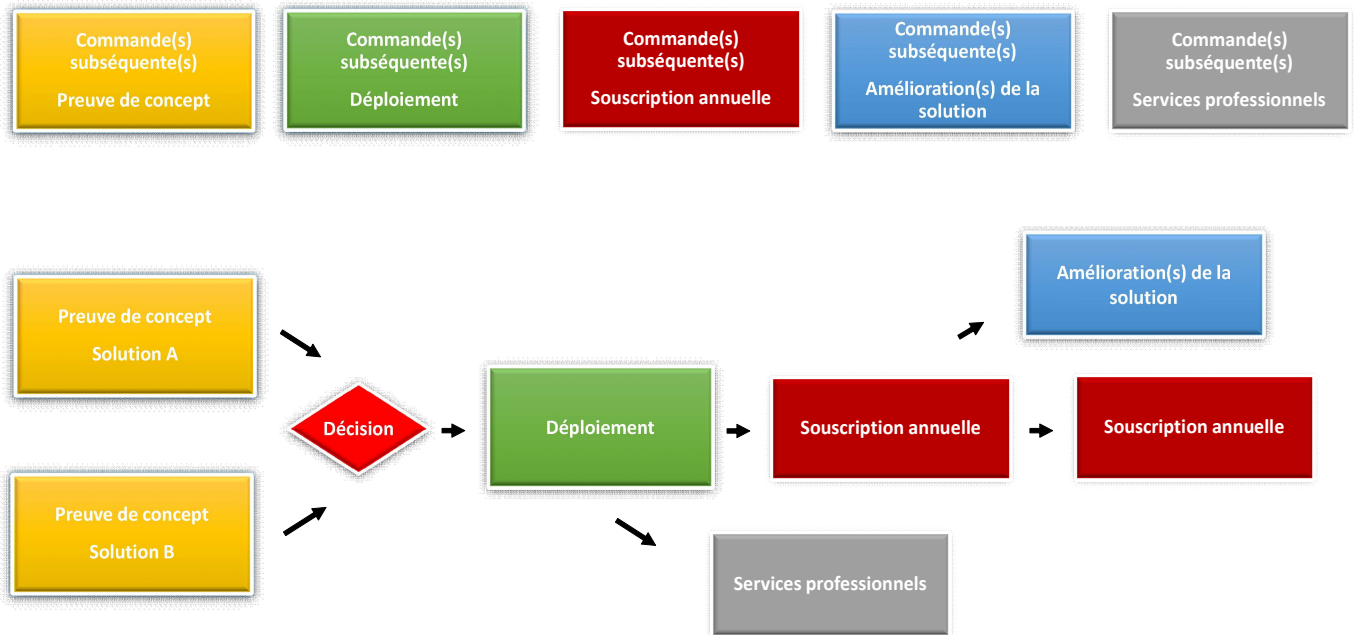 Commande(s)
subséquente(s)
Preuve de concept
Commande(s)
subséquente(s)
Déploiement
Commande(s)
subséquente(s)
Souscription annuelle
Commande(s)
subséquente(s)
Amélioration(s) de la
solution
Commande(s)
subséquente(s)
Services professionnels
Amélioration(s) de la
solution
Preuve de concept
Solution A
Décision
Déploiement
Souscription annuelle
Souscription annuelle
Preuve de concept
Solution B
Services professionnels